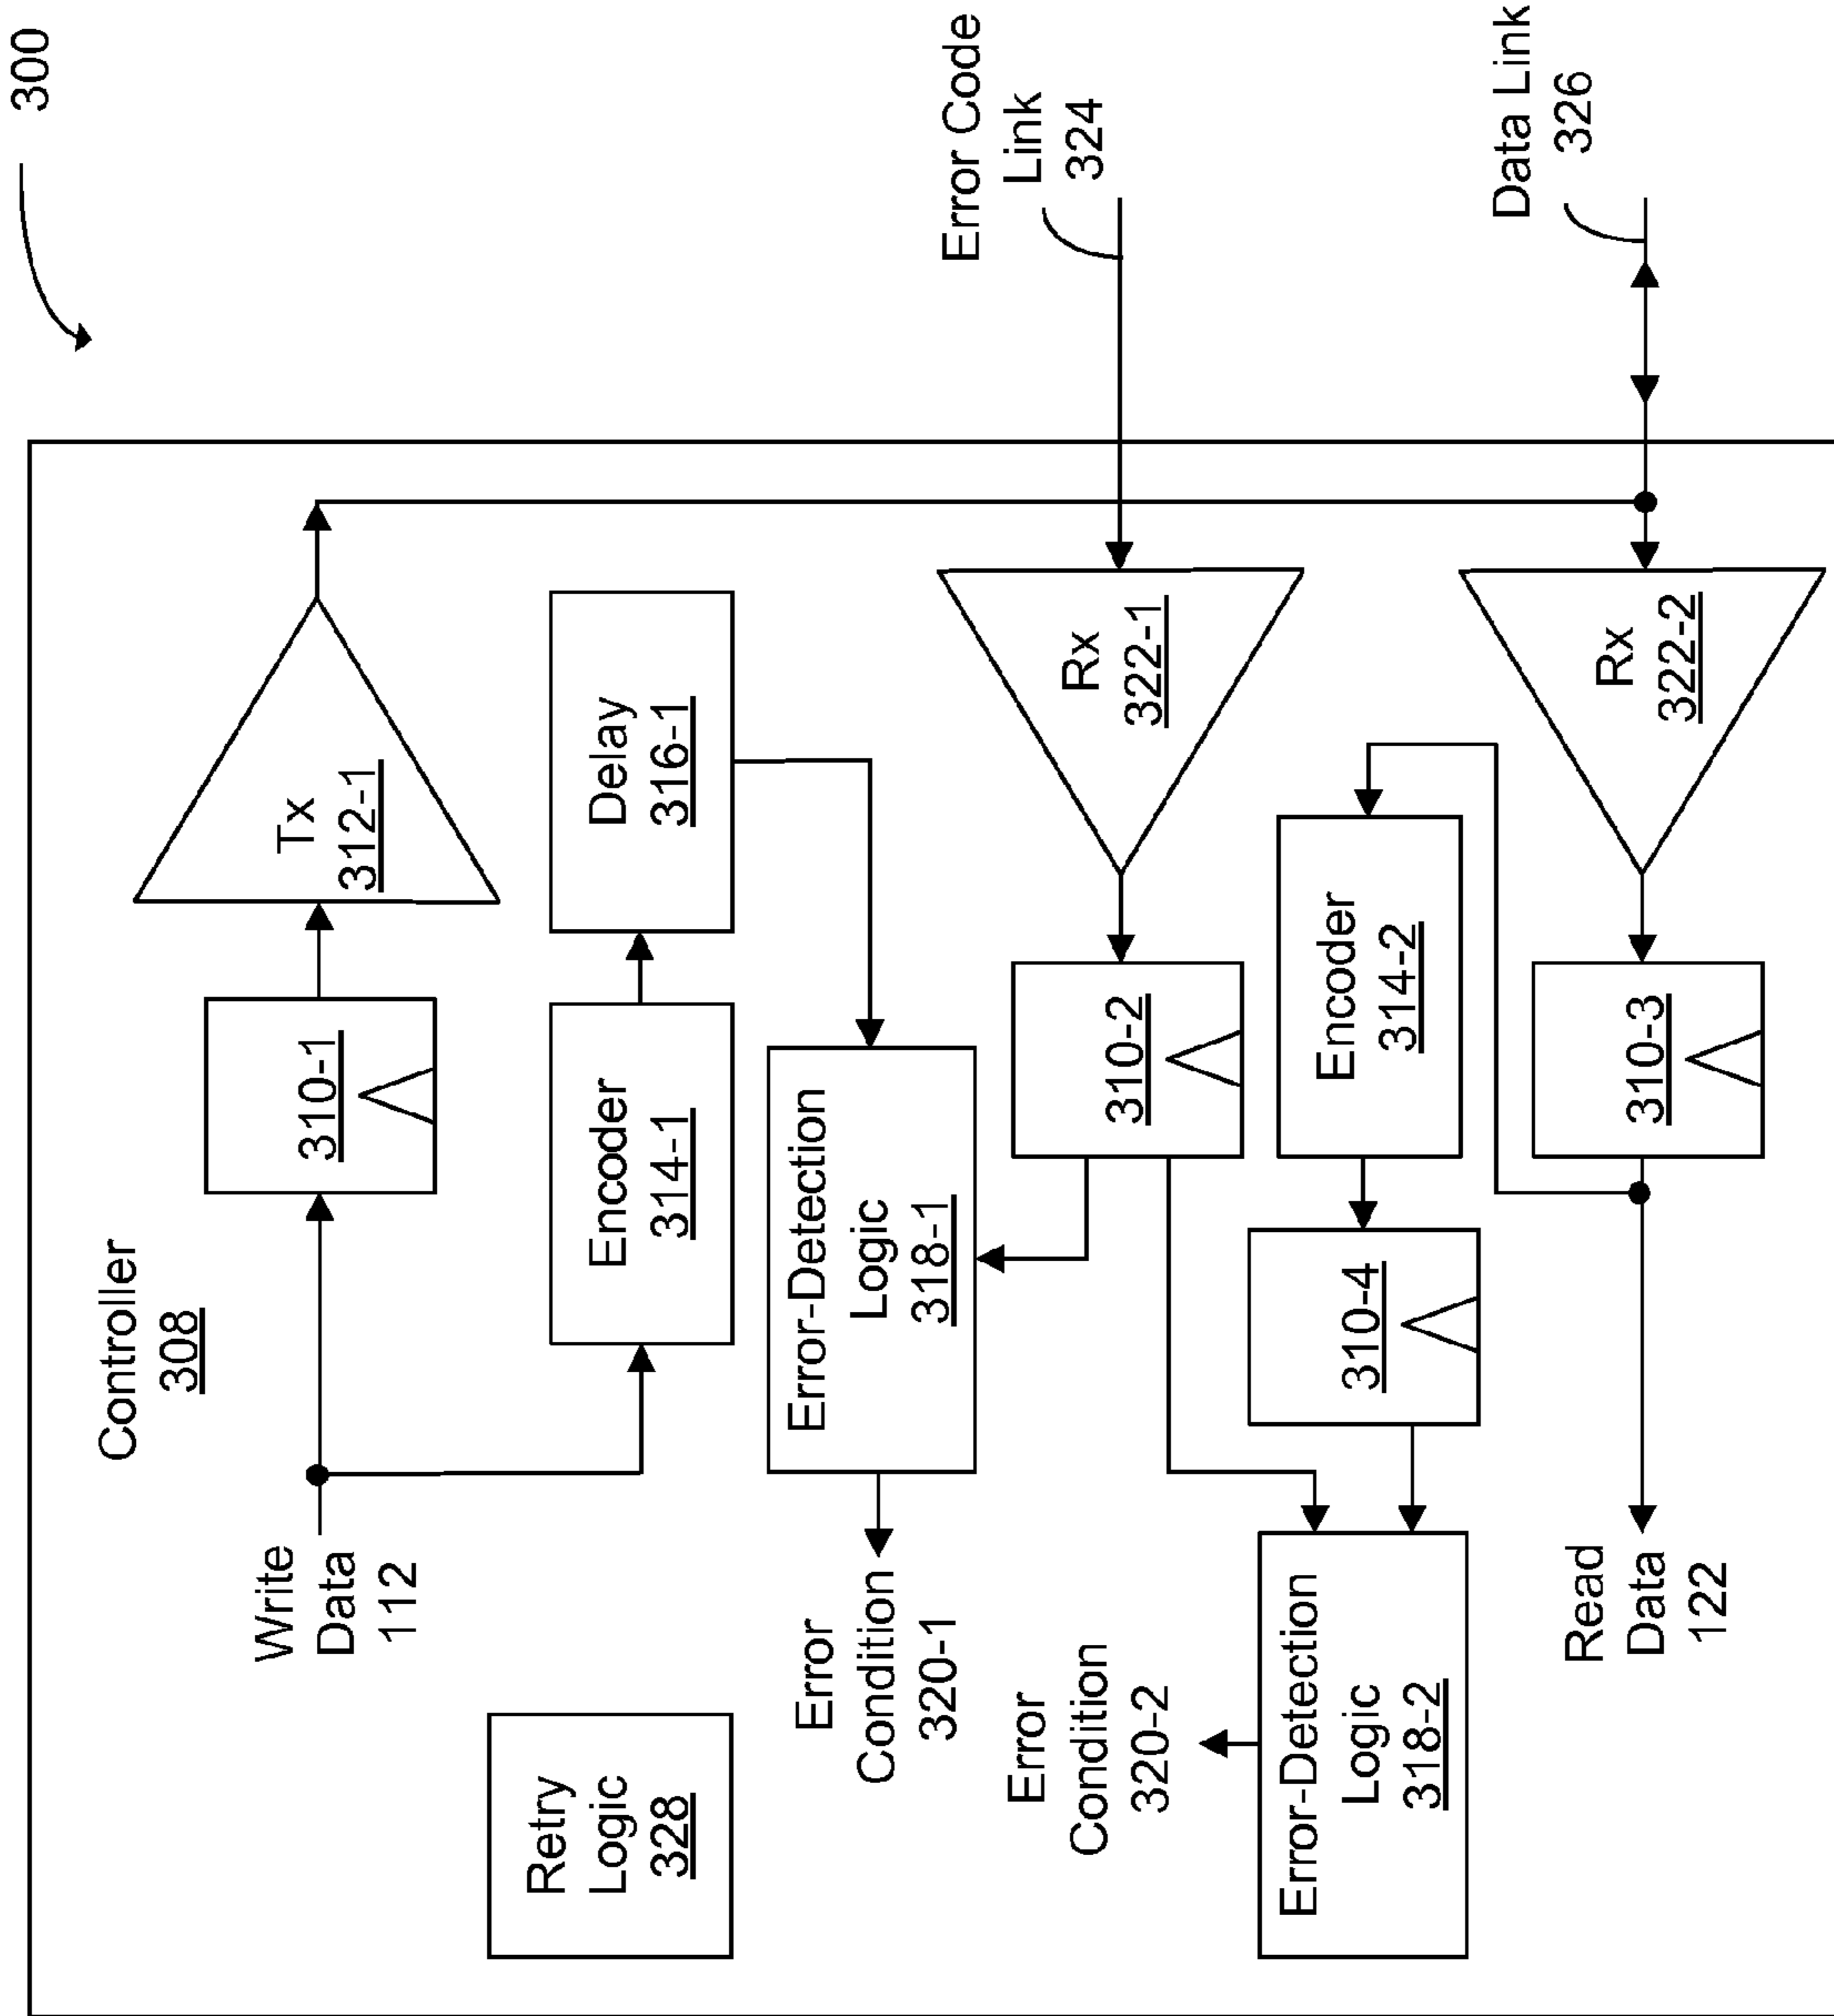 300
Controller
308
Write
Data
112
310-1
Tx
312-1
Retry
Logic
328
Encoder
314-1
Delay
316-1
Error
Condition
320-1
Error-Detection
Logic
318-1
Error Code
Link
324
Rx
322-1
310-2
Error
Condition
320-2
Encoder
314-2
310-4
Error-Detection
Logic
318-2
Data Link
326
Rx
322-2
310-3
Read
Data
122